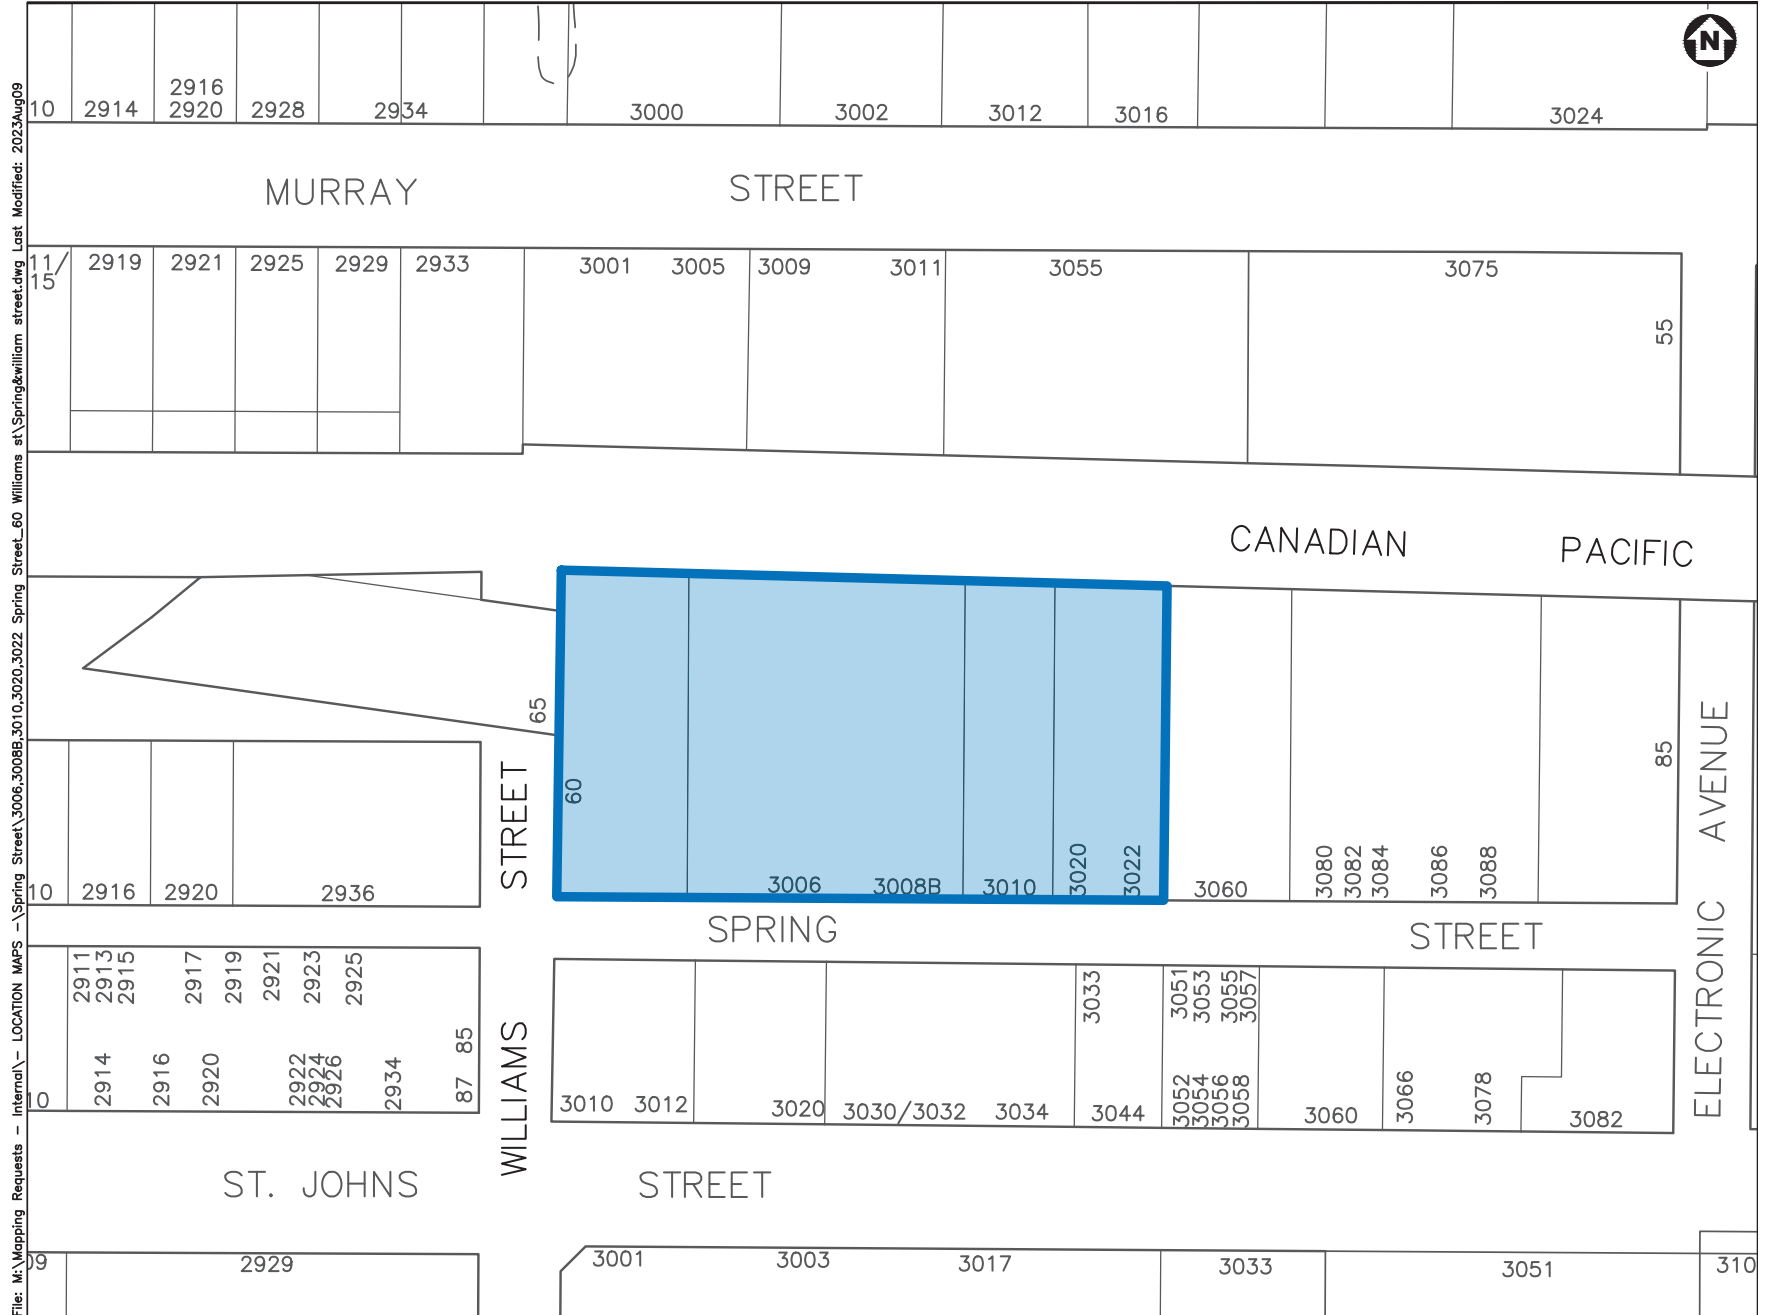 N
File: M:\Mapping Requests - Internal\- LOCATION MAPS -\Spring Street\3006,3008B,3010,3020,3022 Spring Street_60 Williams st\Spring&william street.dwg Last Modified: 2023Aug09
10 2914 2916 2920 2928 2934 3000 3002 3012 3016 3024
MURRAY STREET
11/15 2919 2921 2925 2929 2933 3001 3005 3009 3011 3055 3075
55
CANADIAN PACIFIC
65
60
85
STREET
AVENUE
10 2916 2920 2936 3006 3008B 3010 3020 3022 3060 3080 3082 3084 3086 3088
SPRING STREET
2911 2913 2915 2917 2919 2921 2923 2925 3033 3051 3053 3055 3057
ELECTRONIC
WILLIAMS
85
87
10 2914 2916 2920 2922 2924 2926 2934 3010 3012 3020 3030/3032 3034 3044 3052 3054 3056 3058 3060 3066 3078 3082
ST. JOHNS STREET
09 2929 3001 3003 3017 3033 3051 310